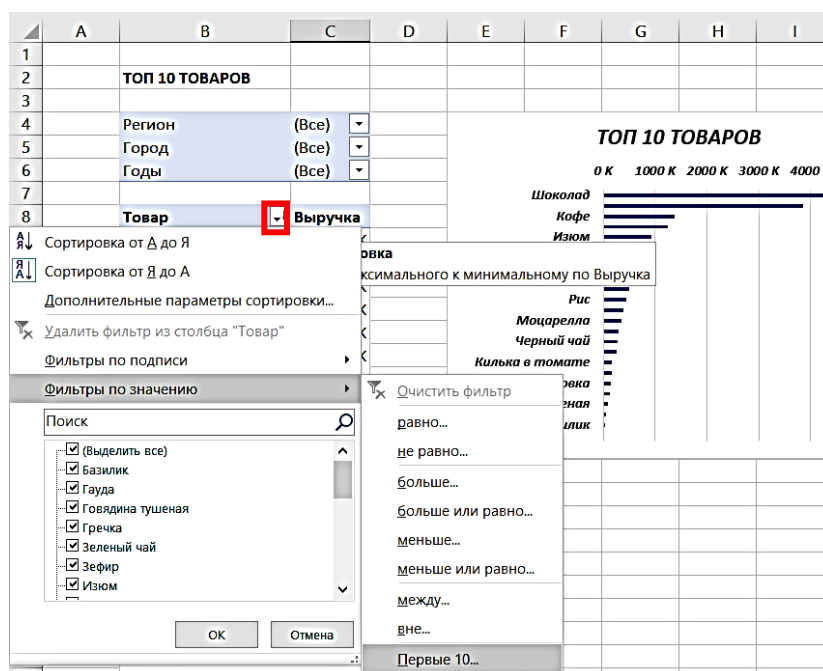 A B C D E F G H I
1
2 ТОП 10 ТОВАРОВ
3
4 Регион (Все)
5 Город (Все)
6 Годы (Все)
7
8 Товар Выручка
Сортировка от А до Я
Сортировка от Я до А
Дополнительные параметры сортировки...
Удалить фильтр из столбца "Товар"
Фильтры по подписи
Фильтры по значению
Поиск
(Выделить все)
Базилик
Гауда
Говядина тушеная
Гречка
Зеленый чай
Зефир
Изюм
ОК Отмена
ксимального к минимальному по Выручка
Очистить фильтр
равно...
не равно...
больше...
больше или равно...
меньше...
меньше или равно...
между...
вне...
Первые 10...
ТОП 10 ТОВАРОВ
0 К 1000 К 2000 К 3000 К 4000
Шоколад
Кофе
Изюм
Рис
Моцарелла
Черный чай
Килька в томате